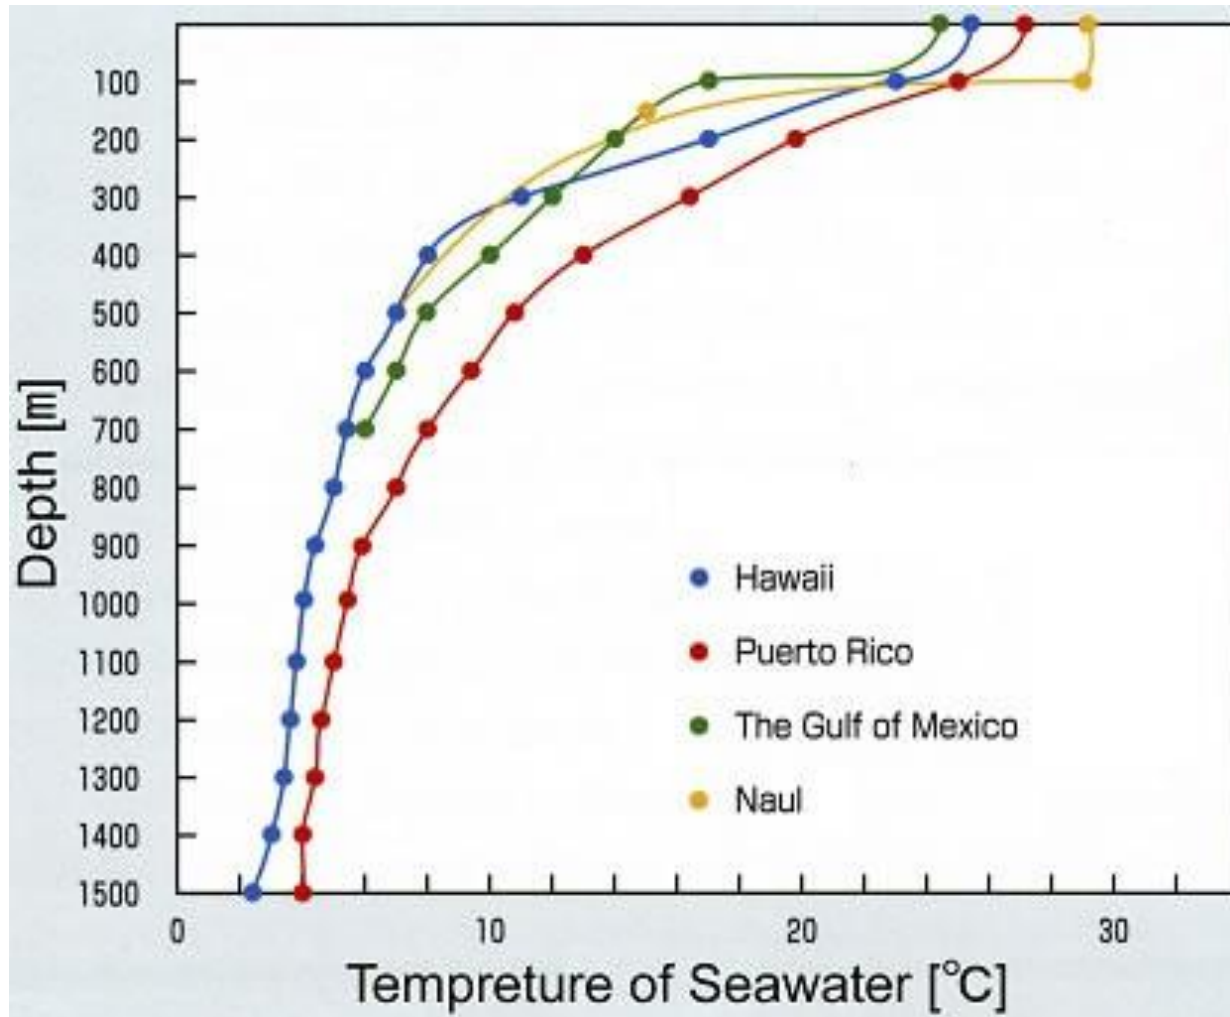 100
200
300
400
500
600
700
800
900
1000
1100
1200
1300
1400
1500
Depth [m]
Hawaii
Puerto Rico
The Gulf of Mexico
Naul
0 10 20 30
Tempreture of Seawater [℃]